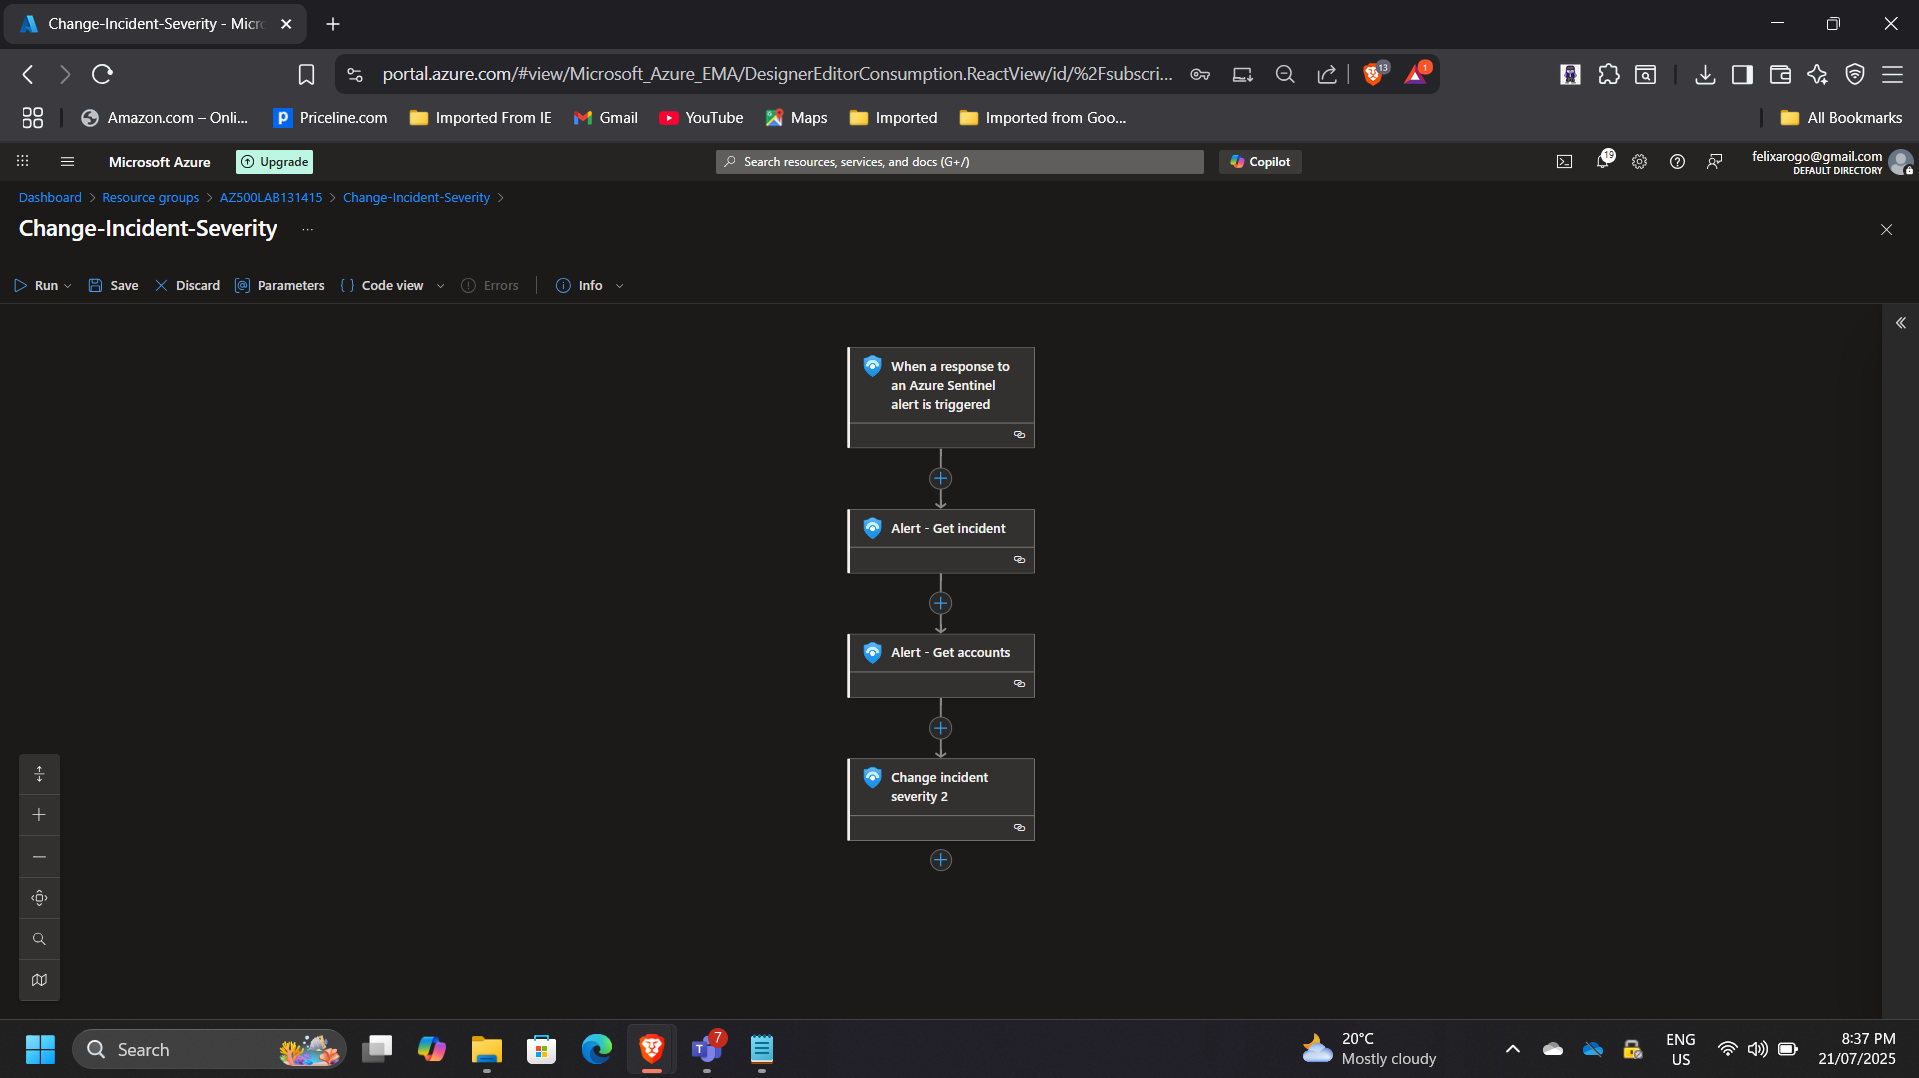 Change-Incident-Severity - Micr
portal.azure.com/#view/Microsoft_Azure_EMA/DesignerEditorConsumption.ReactView/id/%2Fsubscri...
13
1
Amazon.com – Onli...
Priceline.com
Imported From IE
Gmail
YouTube
Maps
Imported
Imported from Goo...
All Bookmarks
Microsoft Azure
Upgrade
Search resources, services, and docs (G+/)
Copilot
19
felixarogo@gmail.com
DEFAULT DIRECTORY
Dashboard > Resource groups > AZ500LAB131415 > Change-Incident-Severity >
Change-Incident-Severity ...
Run
Save
Discard
Parameters
Code view
Errors
Info
When a response to
an Azure Sentinel
alert is triggered
Alert - Get incident
Alert - Get accounts
Change incident
severity 2
Search
7
20°C
Mostly cloudy
ENG
US
8:37 PM
21/07/2025